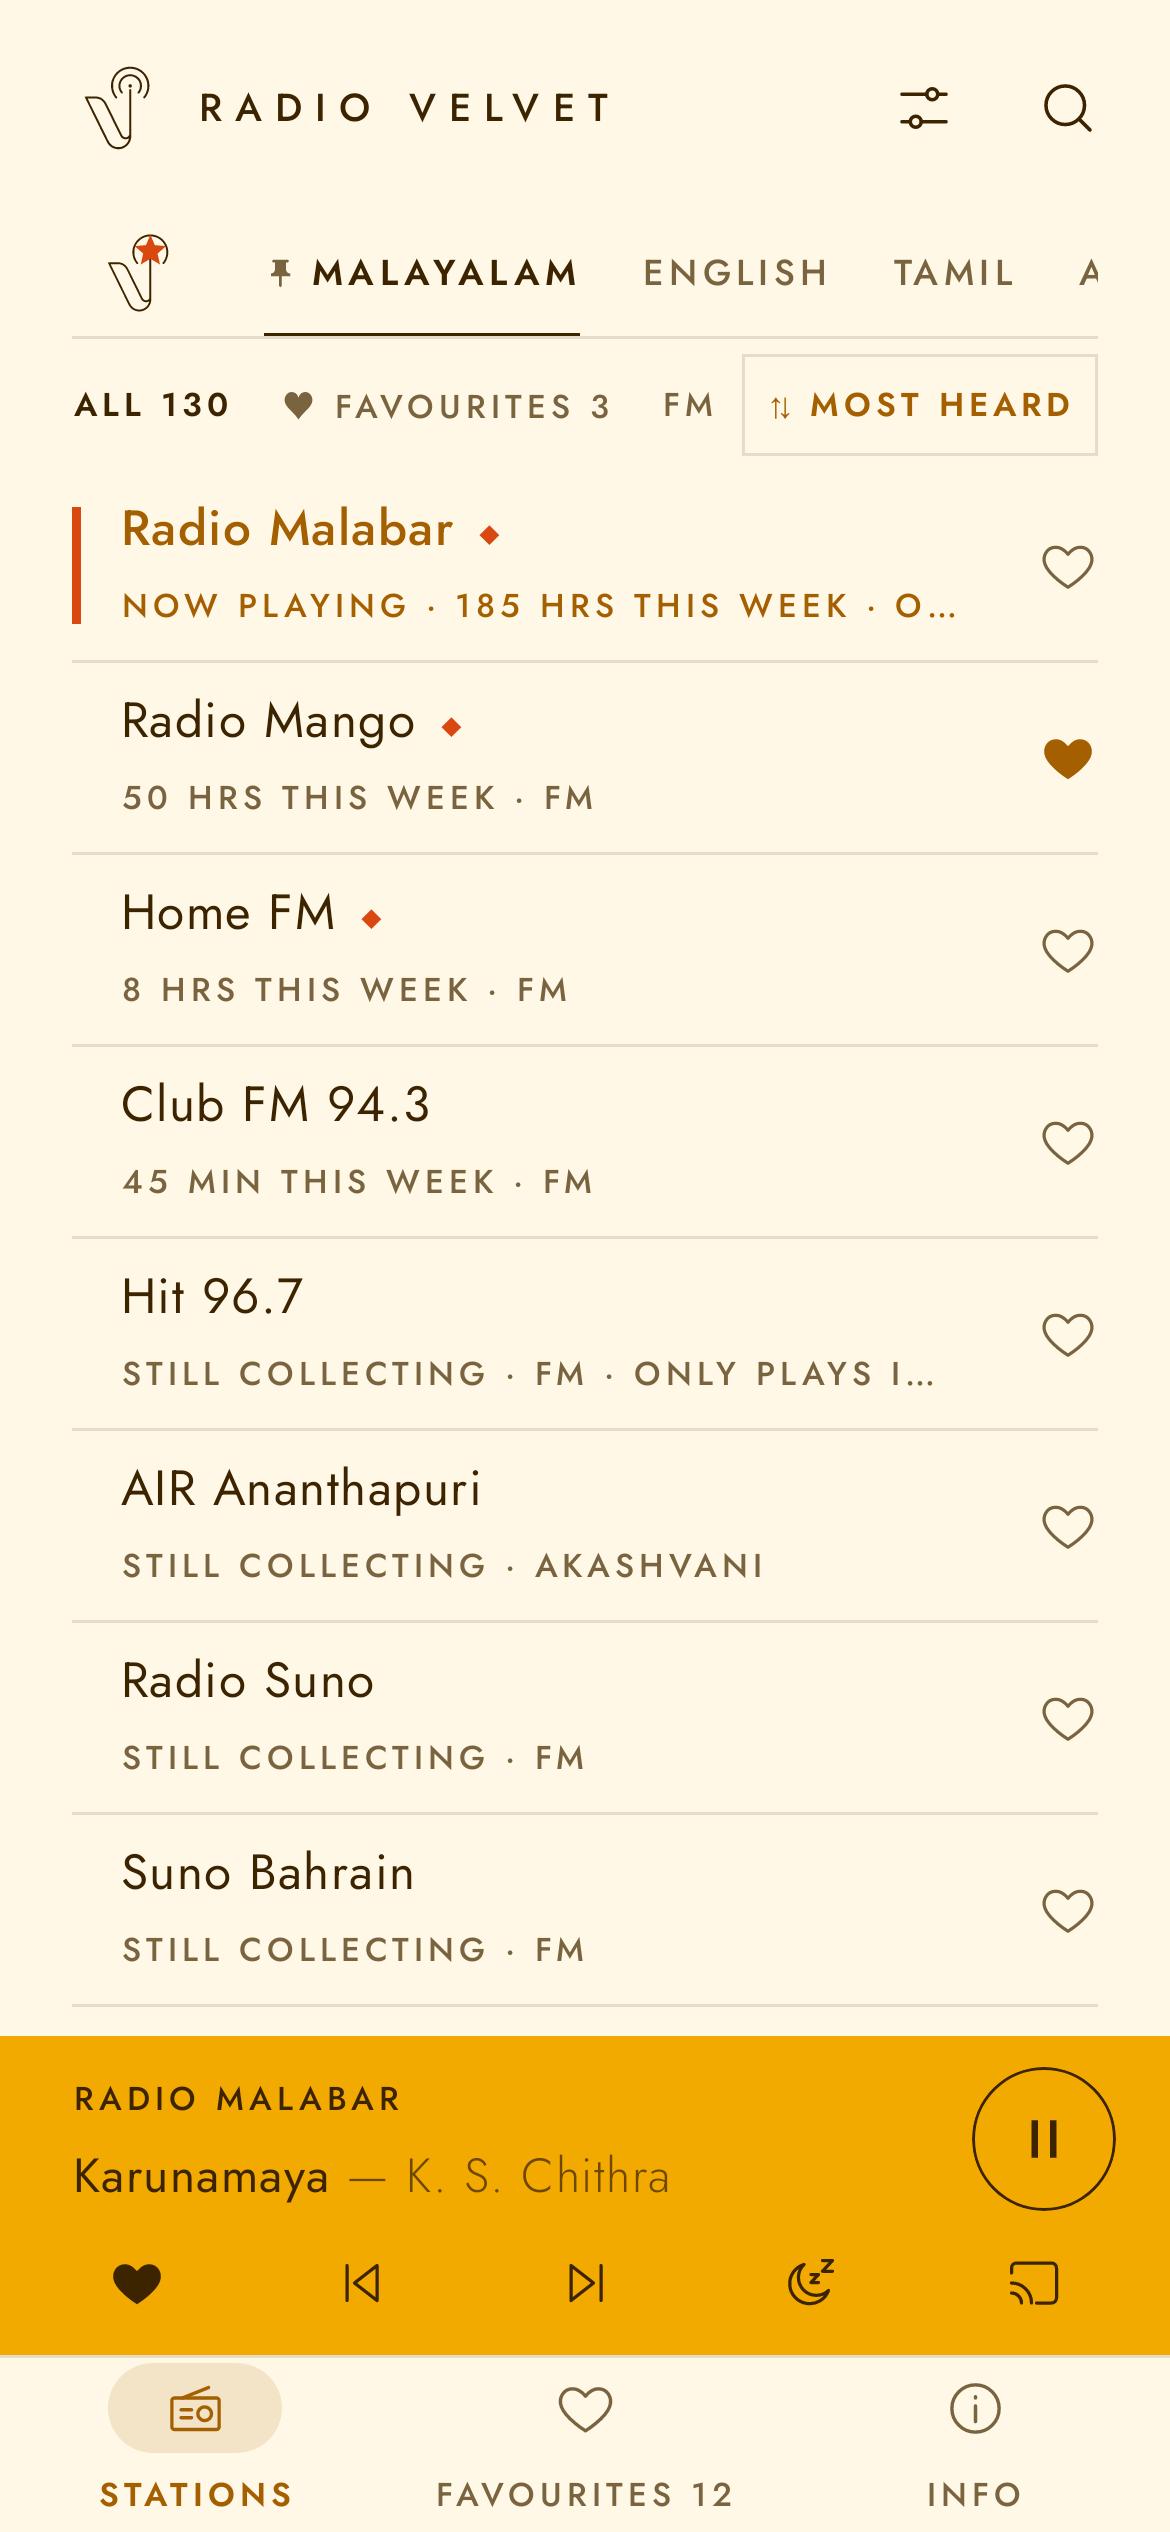 RADIO VELVET
MALAYALAM ENGLISH TAMIL A
ALL 130 FAVOURITES 3 FM MOST HEARD
Radio Malabar
NOW PLAYING · 185 HRS THIS WEEK · O…
Radio Mango
50 HRS THIS WEEK · FM
Home FM
8 HRS THIS WEEK · FM
Club FM 94.3
45 MIN THIS WEEK · FM
Hit 96.7
STILL COLLECTING · FM · ONLY PLAYS I…
AIR Ananthapuri
STILL COLLECTING · AKASHVANI
Radio Suno
STILL COLLECTING · FM
Suno Bahrain
STILL COLLECTING · FM
RADIO MALABAR
Karunamaya — K. S. Chithra
STATIONS FAVOURITES 12 INFO